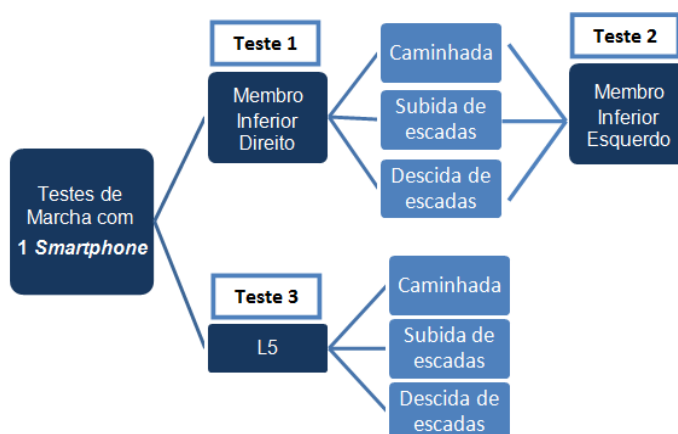 Testes de
Marcha com
1 Smartphone
Teste 1
Membro
Inferior
Direito
Caminhada
Subida de
escadas
Descida de
escadas
Teste 2
Membro
Inferior
Esquerdo
Teste 3
L5
Caminhada
Subida de
escadas
Descida de
escadas